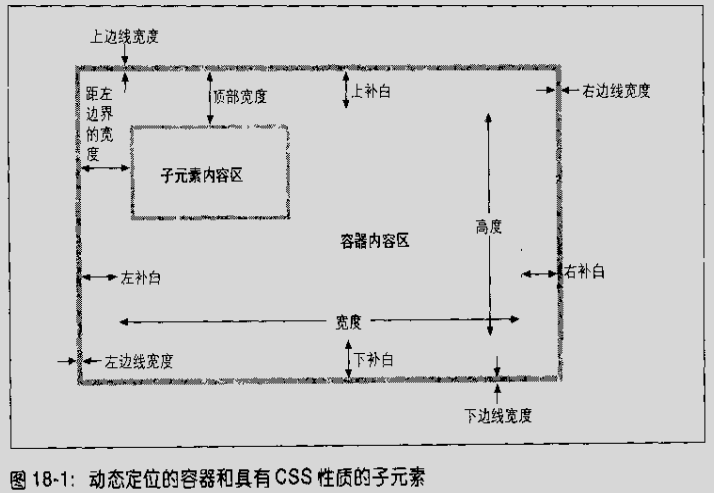 上边线宽度
距左
边界
的宽
度
顶部宽度
上补白
右边线宽度
子元素内容区
高度
容器内容区
左补白
右补白
宽度
左边线宽度
下补白
下边线宽度
图 18-1: 动态定位的容器和具有 CSS 性质的子元素